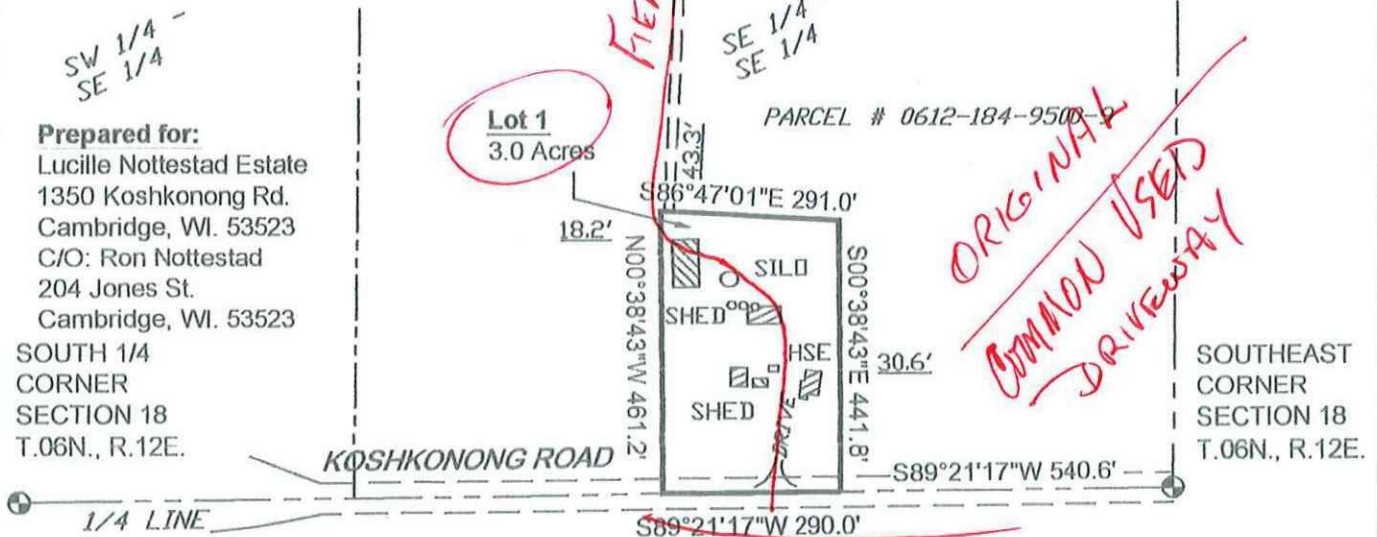 SW 1/4 -
SE 1/4
SE 1/4
SE 1/4
Prepared for:
Lucille Nottestad Estate
1350 Koshkonong Rd.
Cambridge, WI. 53523
C/O: Ron Nottestad
204 Jones St.
Cambridge, WI. 53523
SOUTH 1/4
CORNER
SECTION 18
T.06N., R.12E.
Lot 1
3.0 Acres
PARCEL # 0612-184-9500-9
43.3'
S86°47'01"E 291.0'
18.2'
N00°38'43"W 461.2'
SILO
SHED
HSE
SHED
DRIVE
S00°38'43"E 441.8'
30.6'
ORIGINAL
COMMON USED
DRIVEWAY
SOUTHEAST
CORNER
SECTION 18
T.06N., R.12E.
KOSHKONONG ROAD
S89°21'17"W 540.6'
1/4 LINE
S89°21'17"W 290.0'